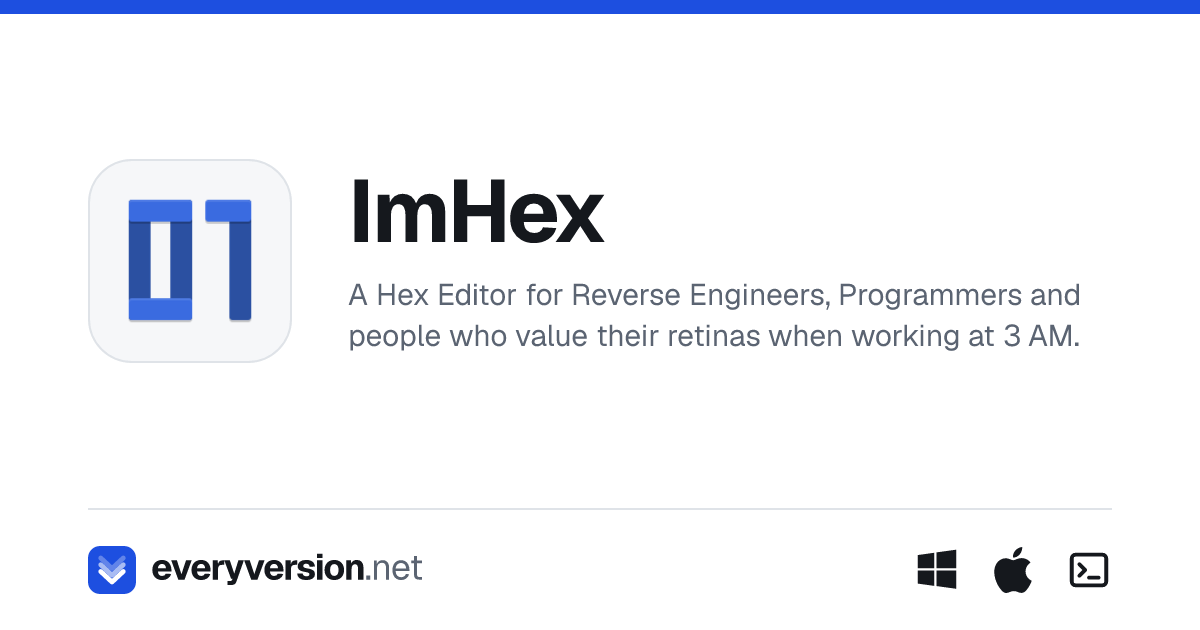 01
ImHex
A Hex Editor for Reverse Engineers, Programmers and
people who value their retinas when working at 3 AM.
everyversion.net